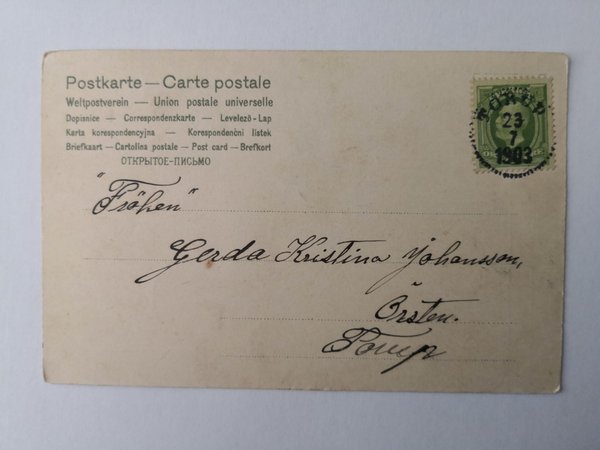 Postkarte — Carte postale
Weltpostverein — Union postale universelle
Dopisnice — Correspondenzkarte — Levelező-Lap
Karta korespondencyjna — Korespondenční listek
Briefkaart — Cartolina postale — Post card — Brefkort
ОТКРЫТОЕ-ПИСЬМО
23
7
1903
"Fröken"
Gerda Kristina Johansson,
Örsten.